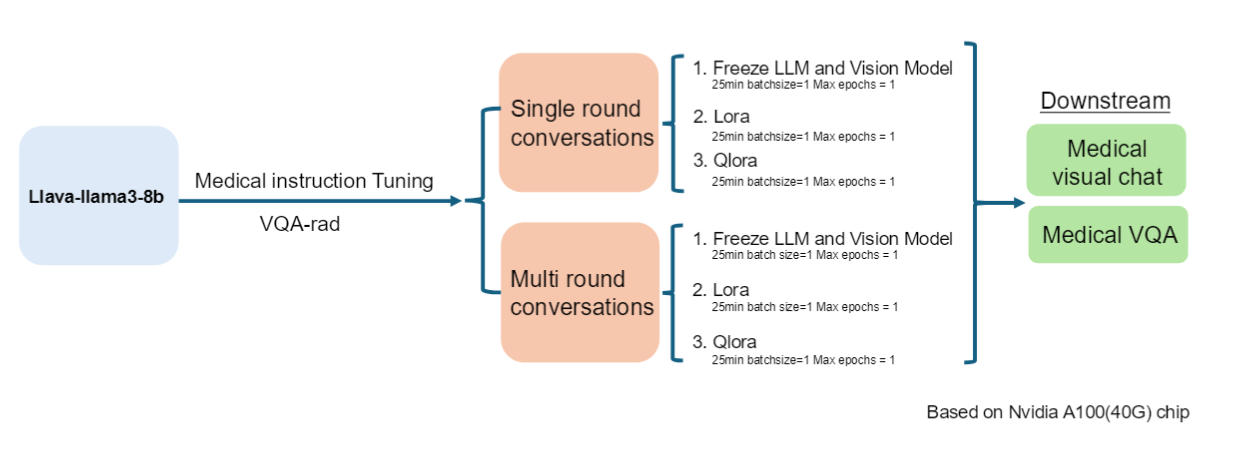 Llava-llama3-8b
Medical instruction Tuning
VQA-rad
Single round
conversations
1. Freeze LLM and Vision Model
25min batchsize=1 Max epochs = 1
2. Lora
25min batchsize=1 Max epochs = 1
3. Qlora
25min batchsize=1 Max epochs = 1
Multi round
conversations
1. Freeze LLM and Vision Model
25min batch size=1 Max epochs = 1
2. Lora
25min batch size=1 Max epochs = 1
3. Qlora
25min batchsize=1 Max epochs = 1
Downstream
Medical
visual chat
Medical VQA
Based on Nvidia A100(40G) chip